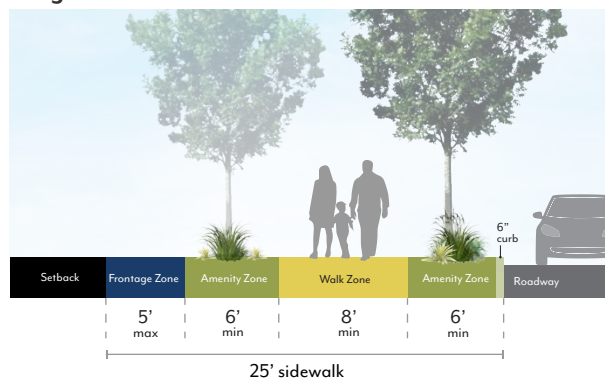 6"
curb
Setback
Frontage Zone
Amenity Zone
Walk Zone
Amenity Zone
Roadway
5'
max
6'
min
8'
min
6'
min
25' sidewalk